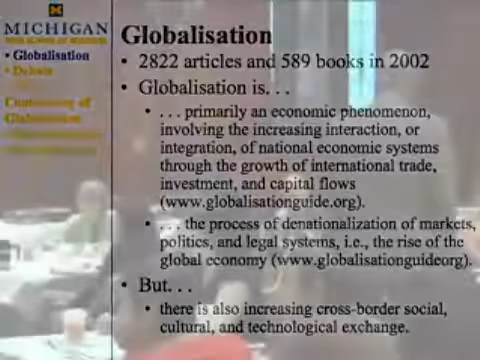 MICHIGAN
Globalisation
• Globalisation
• Debate
• 2822 articles and 589 books in 2002
• Globalisation is. . .
• . . . primarily an economic phenomenon,
involving the increasing interaction, or
integration, of national economic systems
through the growth of international trade,
investment, and capital flows
(www.globalisationguide.org).
• . . . the process of denationalization of markets,
politics, and legal systems, i.e., the rise of the
global economy (www.globalisationguideorg).
• But. . .
• there is also increasing cross-border social,
cultural, and technological exchange.